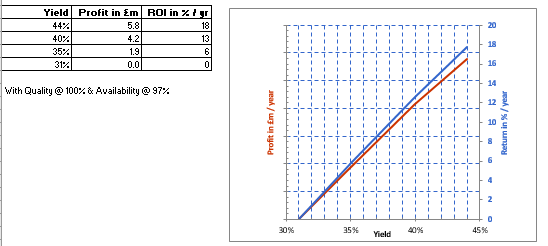 Yield Profit in £m ROI in % / yr
44% 5.8 18
40% 4.2 13
35% 1.9 6
31% 0.0 0
With Quality @ 100% & Availability @ 97%
Profit in £m / year
20
18
16
14
12
10
8
6
4
2
0
Return in % / year
30% 35% 40% 45%
Yield